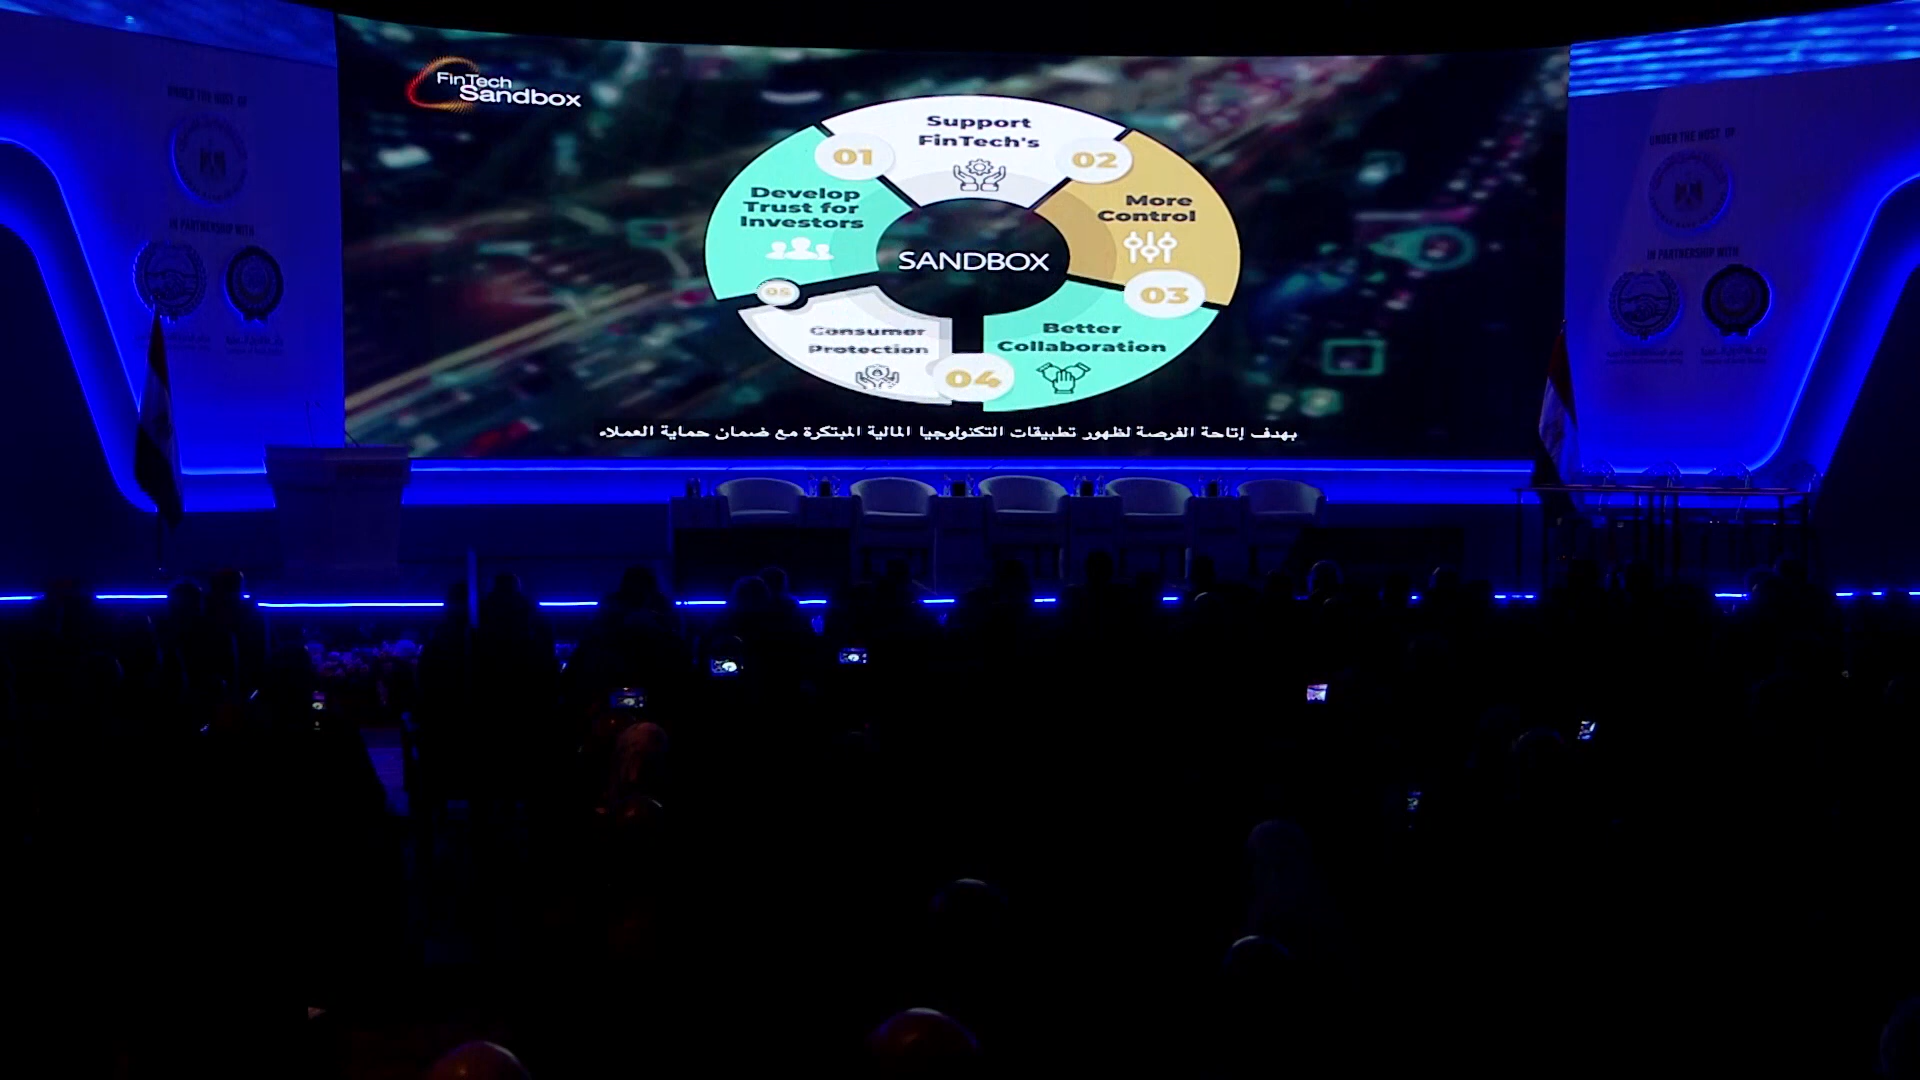 FinTech
Sandbox
01
Support
FinTech's
02
More
Control
03
Better
Collaboration
04
Consumer
Protection
05
Develop
Trust for
Investors
SANDBOX
بهدف إتاحة الفرصة لظهور تطبيقات التكنولوجيا المالية المبتكرة مع ضمان حماية العملاء
UNDER THE HOST OF
IN PARTNERSHIP WITH
UNDER THE HOST OF
IN PARTNERSHIP WITH